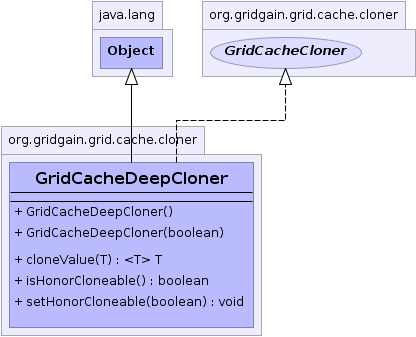 java.lang
org.gridgain.grid.cache.cloner
Object
GridCacheCloner
org.gridgain.grid.cache.cloner
GridCacheDeepCloner
+ GridCacheDeepCloner()
+ GridCacheDeepCloner(boolean)
+ cloneValue(T) : <T> T
+ isHonorCloneable() : boolean
+ setHonorCloneable(boolean) : void